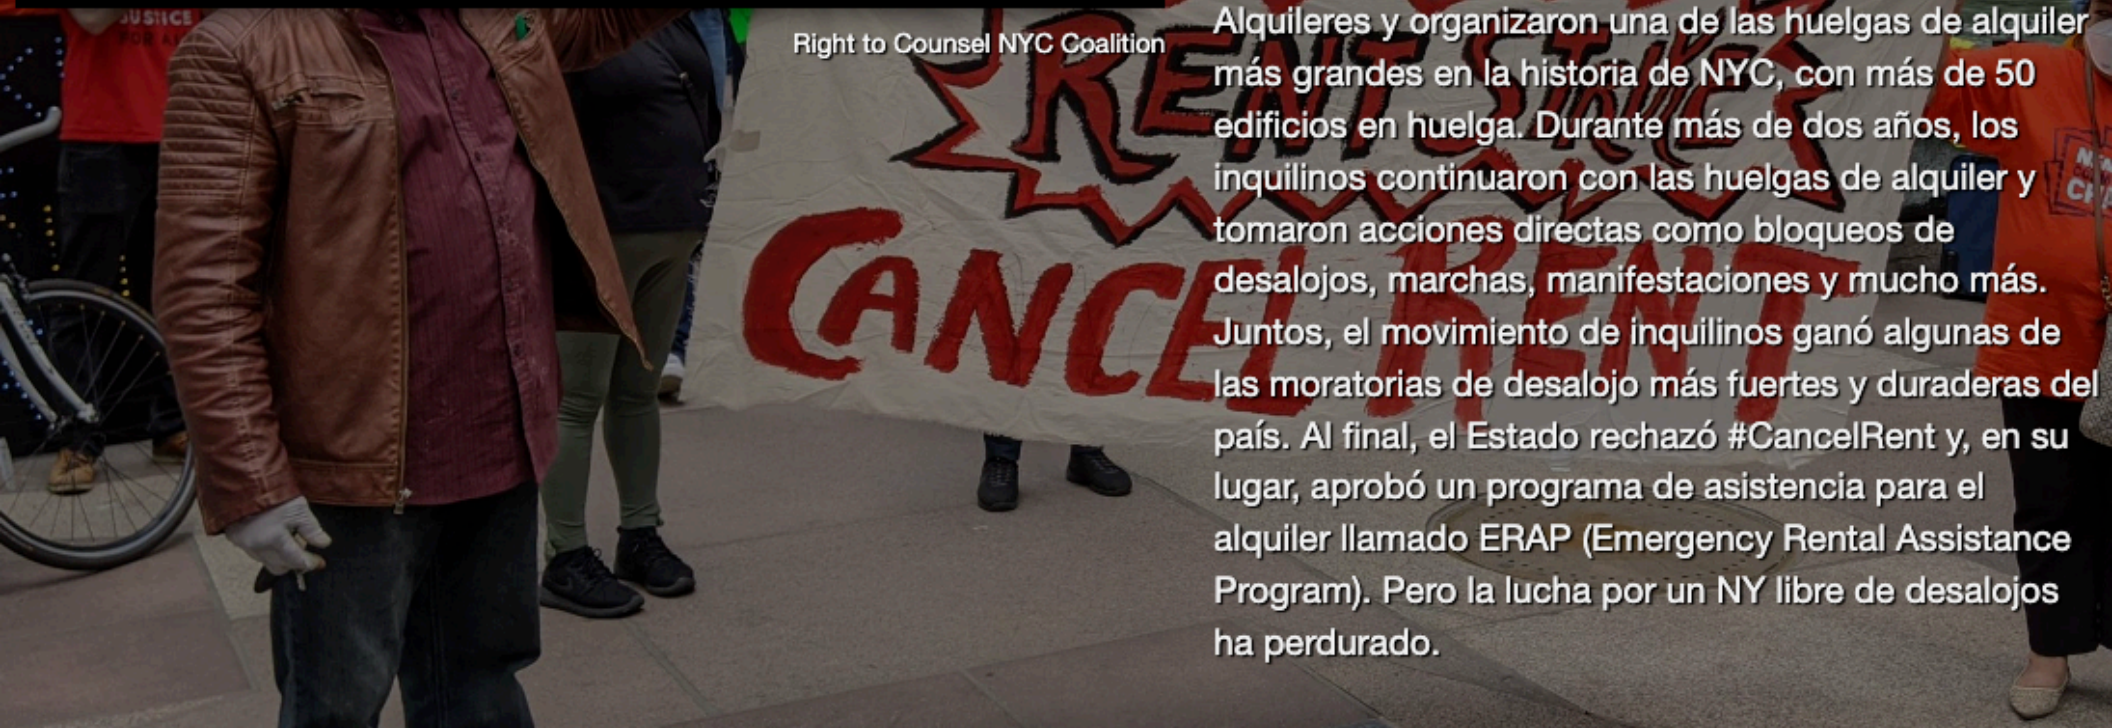 JUSTICE
FOR ALL
Right to Counsel NYC Coalition
RENT STRIKE
CANCEL RENT
Alquileres y organizaron una de las huelgas de alquiler
más grandes en la historia de NYC, con más de 50
edificios en huelga. Durante más de dos años, los
inquilinos continuaron con las huelgas de alquiler y
tomaron acciones directas como bloqueos de
desalojos, marchas, manifestaciones y mucho más.
Juntos, el movimiento de inquilinos ganó algunas de
las moratorias de desalojo más fuertes y duraderas del
país. Al final, el Estado rechazó #CancelRent y, en su
lugar, aprobó un programa de asistencia para el
alquiler llamado ERAP (Emergency Rental Assistance
Program). Pero la lucha por un NY libre de desalojos
ha perdurado.